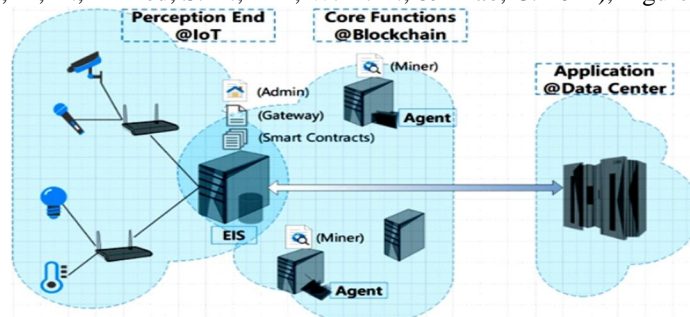 Perception End
@IoT
Core Functions
@Blockchain
(Miner)
Application
@Data Center
(Admin)
(Gateway)
Agent
(Smart Contracts)
EIS
(Miner)
Agent